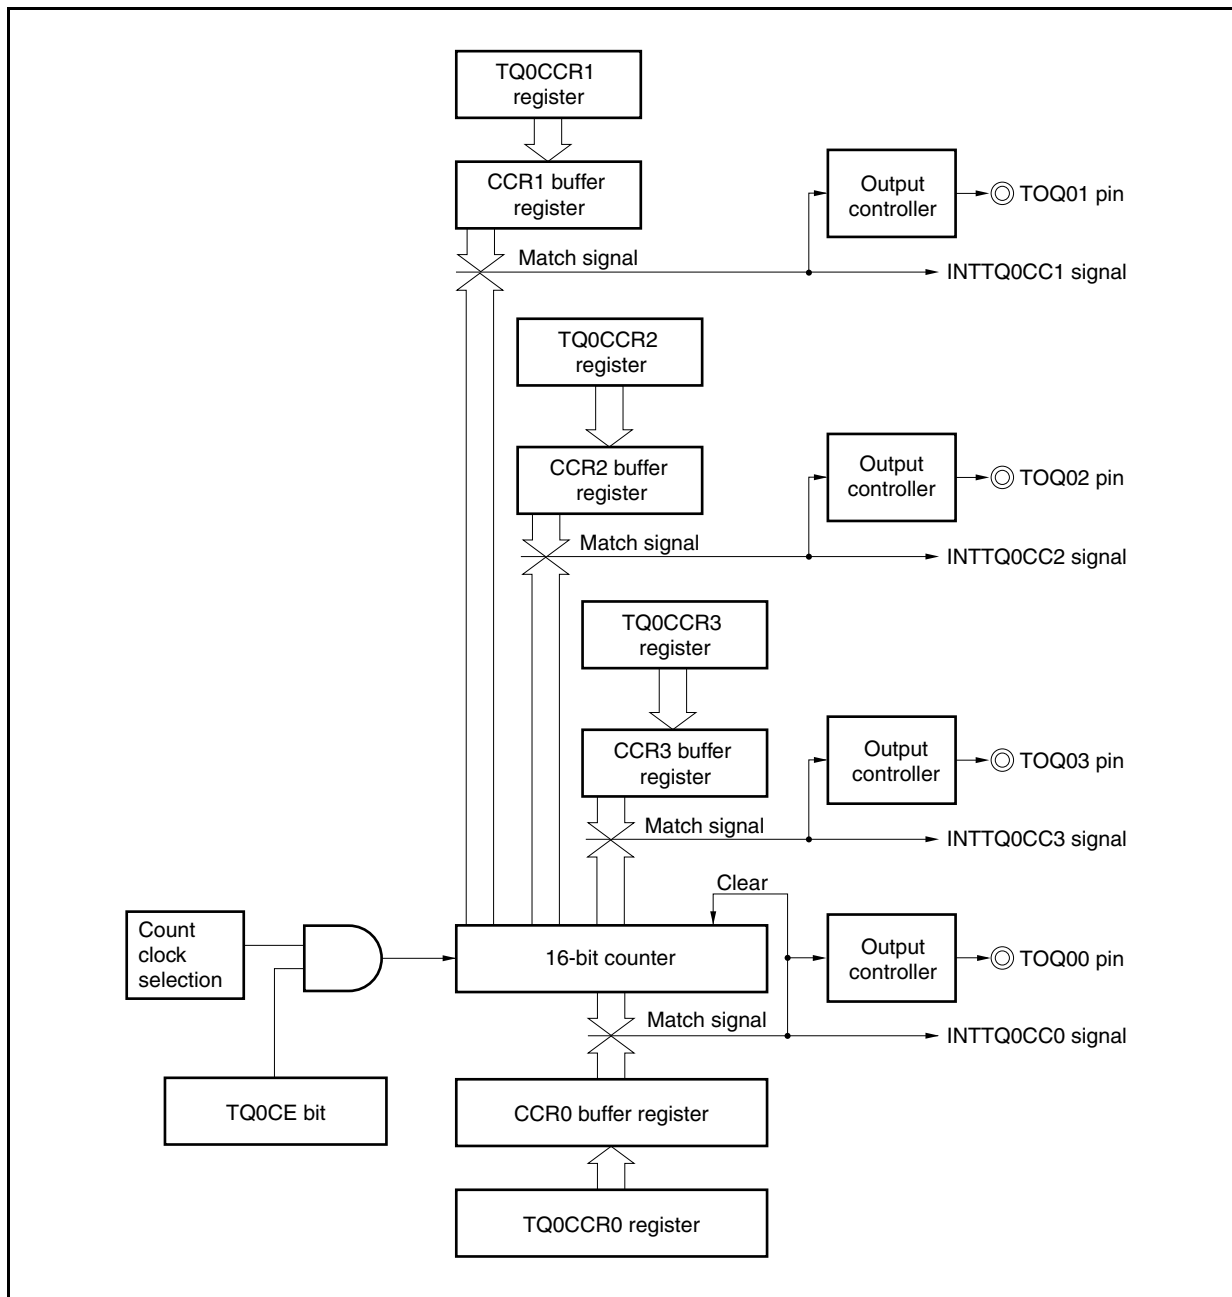 TQ0CCR1
register
CCR1 buffer
register
Output
controller
TOQ01 pin
Match signal
INTTQ0CC1 signal
TQ0CCR2
register
CCR2 buffer
register
Output
controller
TOQ02 pin
Match signal
INTTQ0CC2 signal
TQ0CCR3
register
CCR3 buffer
register
Output
controller
TOQ03 pin
Match signal
INTTQ0CC3 signal
Clear
Count
clock
selection
16-bit counter
Output
controller
TOQ00 pin
Match signal
INTTQ0CC0 signal
TQ0CE bit
CCR0 buffer register
TQ0CCR0 register